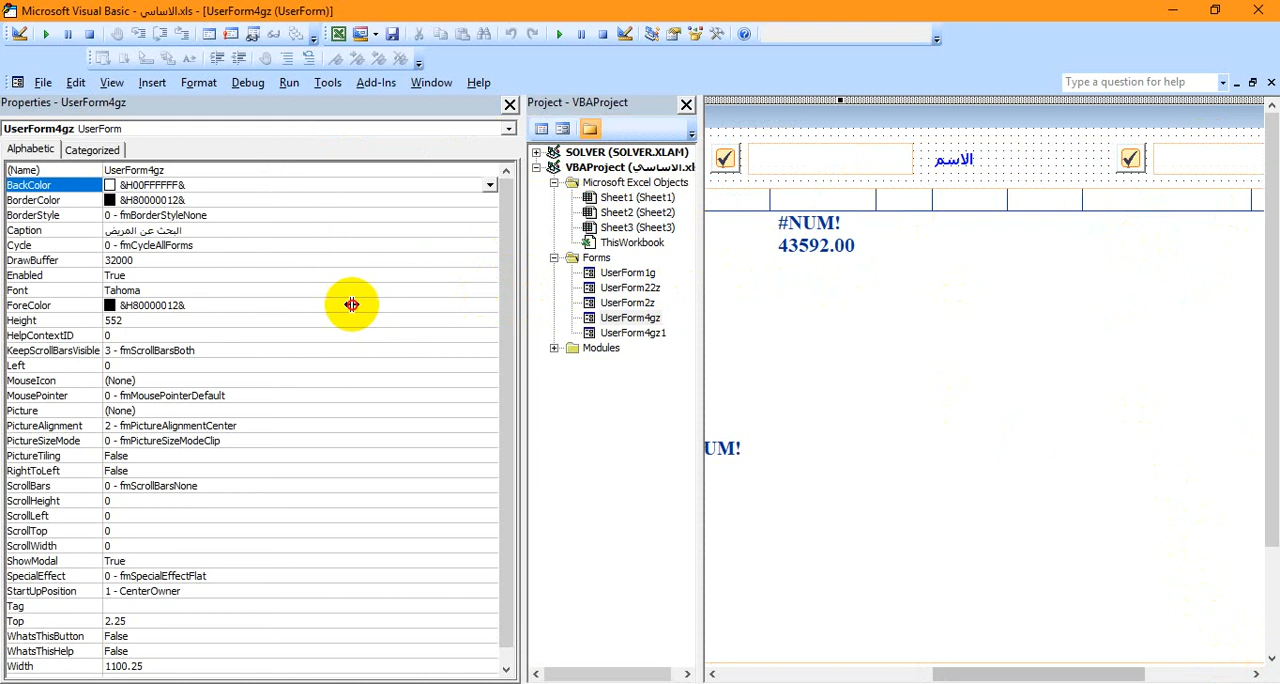 Microsoft Visual Basic - الاساسي.xls - [UserForm4gz (UserForm)]
File Edit View Insert Format Debug Run Tools Add-Ins Window Help
Type a question for help
Properties - UserForm4gz
UserForm4gz UserForm
Alphabetic Categorized
(Name) UserForm4gz
BackColor &H00FFFFFF&
BorderColor &H80000012&
BorderStyle 0 - fmBorderStyleNone
Caption البحث عن المريض
Cycle 0 - fmCycleAllForms
DrawBuffer 32000
Enabled True
Font Tahoma
ForeColor &H80000012&
Height 552
HelpContextID 0
KeepScrollBarsVisible 3 - fmScrollBarsBoth
Left 0
MouseIcon (None)
MousePointer 0 - fmMousePointerDefault
Picture (None)
PictureAlignment 2 - fmPictureAlignmentCenter
PictureSizeMode 0 - fmPictureSizeModeClip
PictureTiling False
RightToLeft False
ScrollBars 0 - fmScrollBarsNone
ScrollHeight 0
ScrollLeft 0
ScrollTop 0
ScrollWidth 0
ShowModal True
SpecialEffect 0 - fmSpecialEffectFlat
StartUpPosition 1 - CenterOwner
Tag
Top 2.25
WhatsThisButton False
WhatsThisHelp False
Width 1100.25
Project - VBAProject
SOLVER (SOLVER.XLAM)
VBAProject (الاساسي.xl
Microsoft Excel Objects
Sheet1 (Sheet1)
Sheet2 (Sheet2)
Sheet3 (Sheet3)
ThisWorkbook
Forms
UserForm1g
UserForm22z
UserForm2z
UserForm4gz
UserForm4gz1
Modules
الاسم
#NUM!
43592.00
UM!